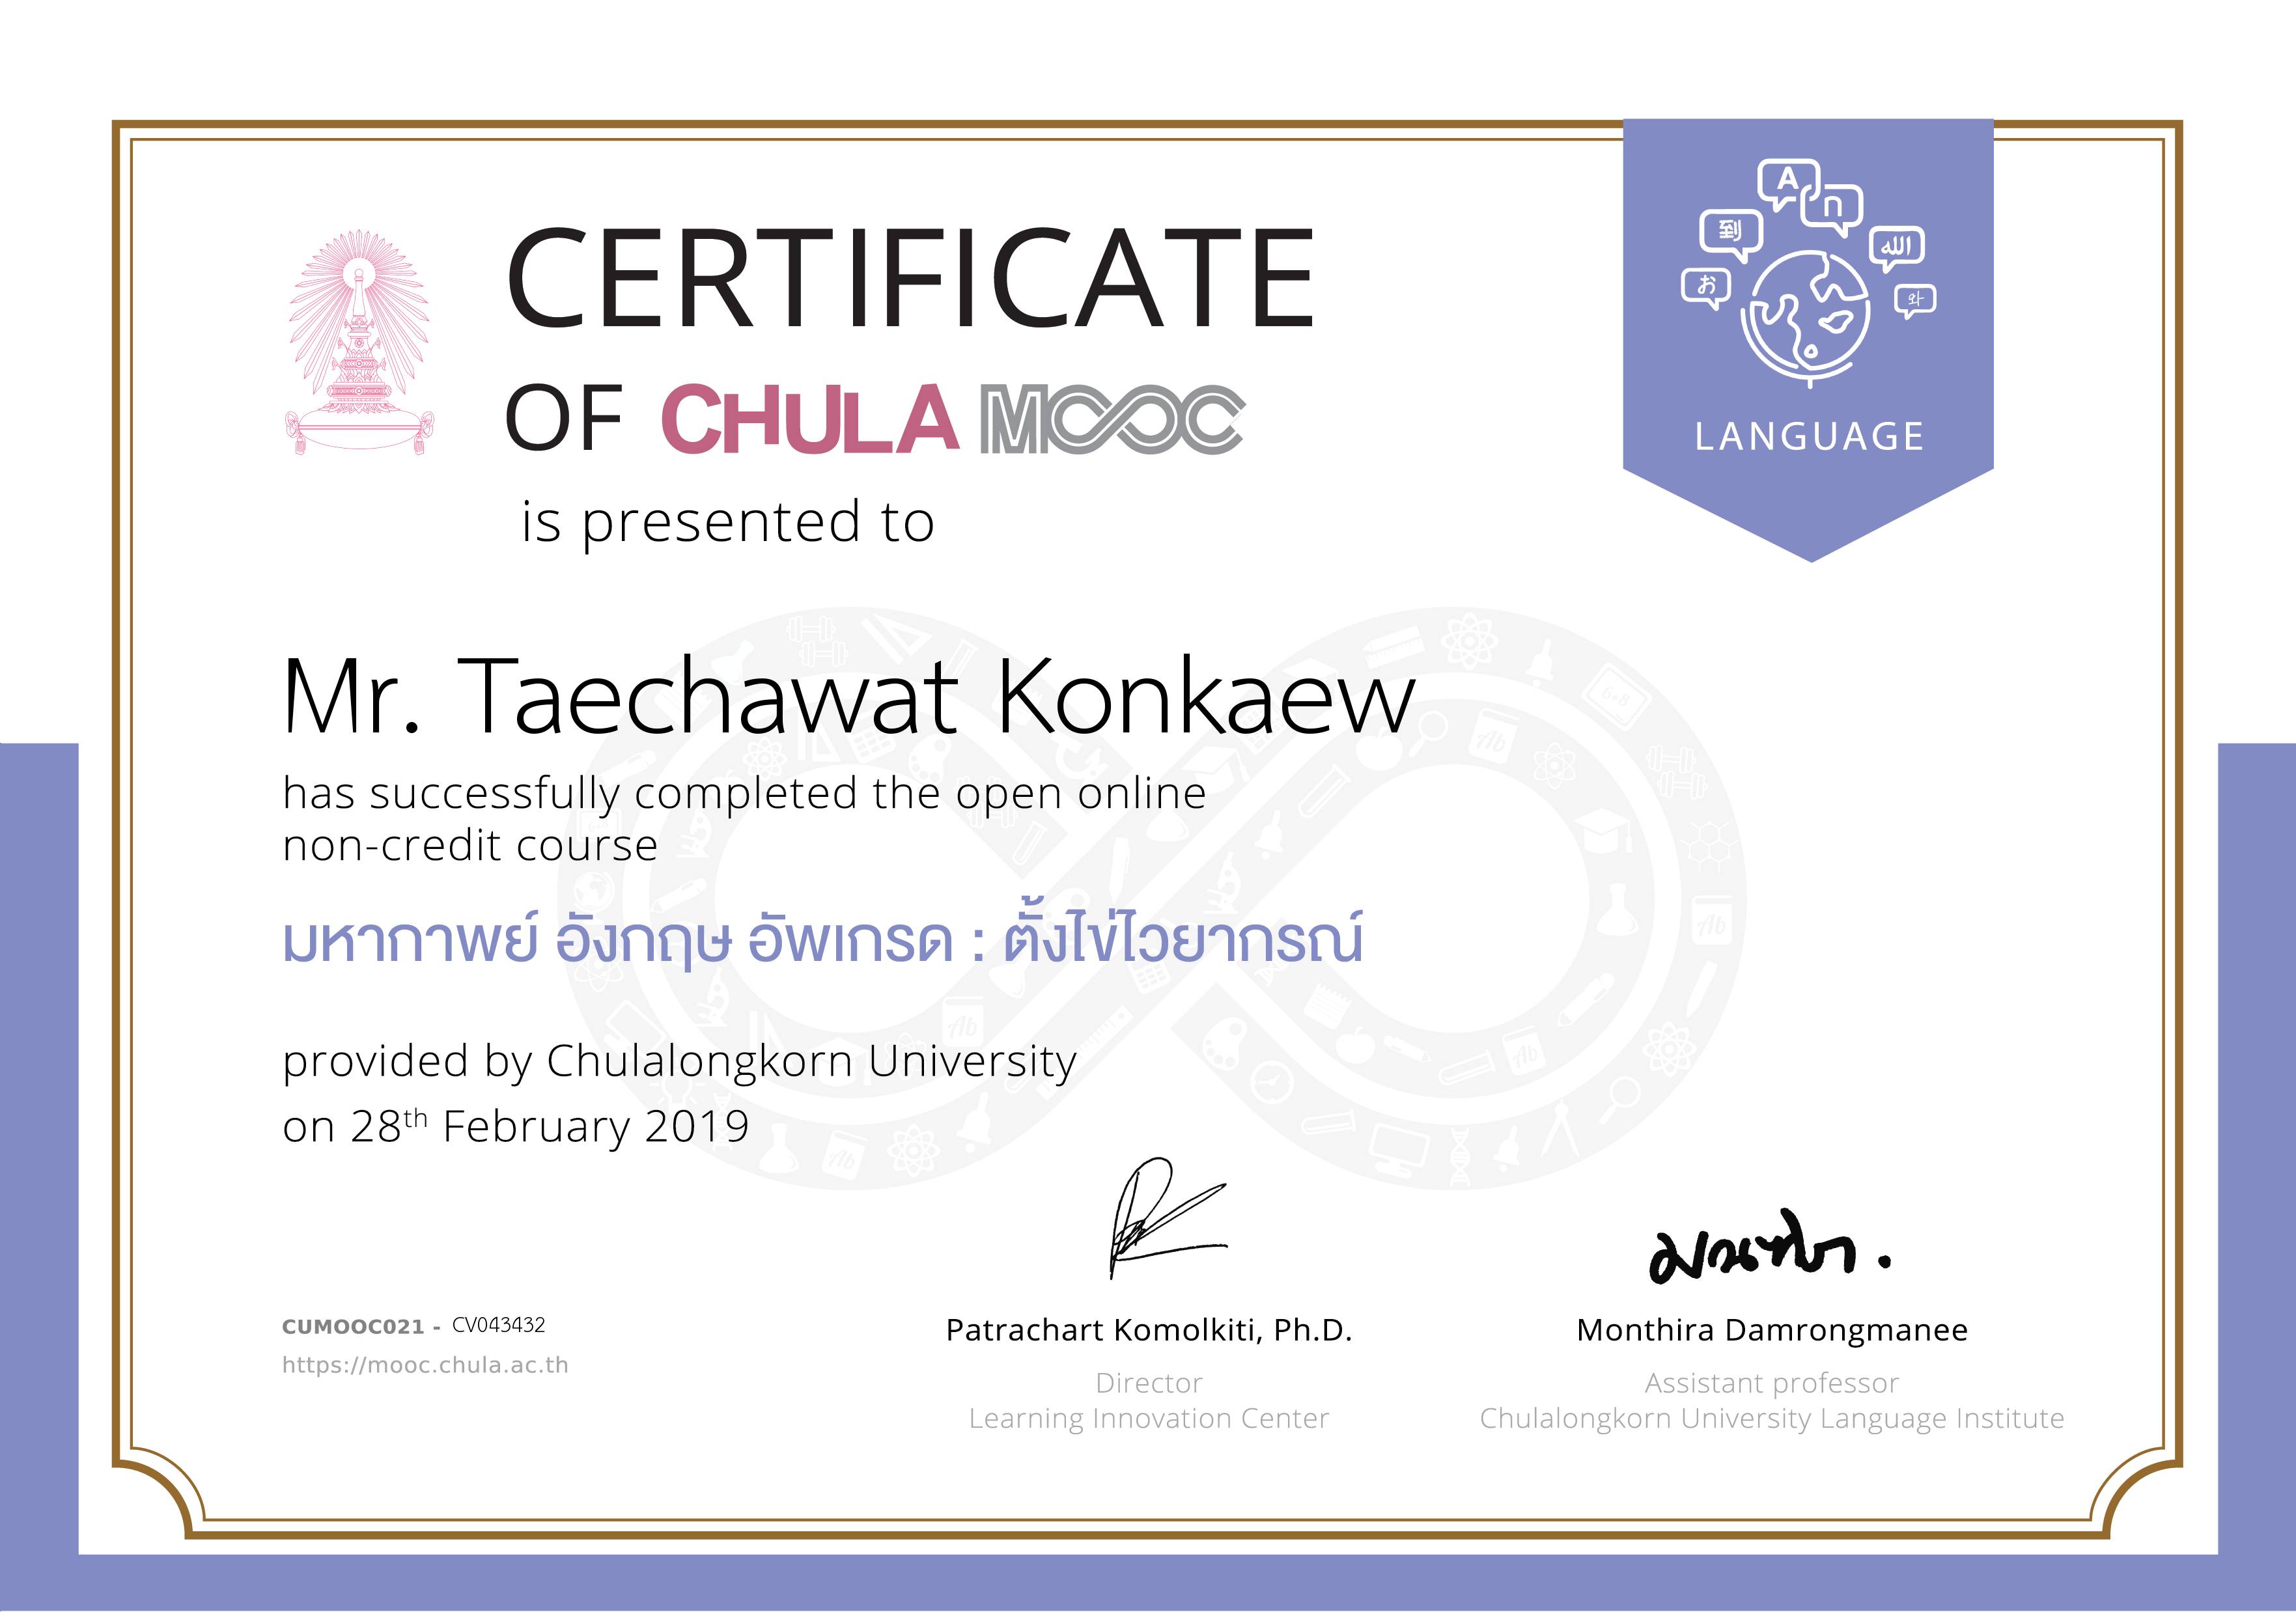 CERTIFICATE
OF CHULA MOOC
is presented to
A
ก
到
الله
お
와
LANGUAGE
Mr. Taechawat Konkaew
has successfully completed the open online
non-credit course
มหากาพย์ อังกฤษ อัพเกรด : ตั้งไข่ไวยากรณ์
provided by Chulalongkorn University
on 28th February 2019
มณฑิรา.
CUMOOC021 - CV043432
https://mooc.chula.ac.th
Patrachart Komolkiti, Ph.D.
Director
Learning Innovation Center
Monthira Damrongmanee
Assistant professor
Chulalongkorn University Language Institute